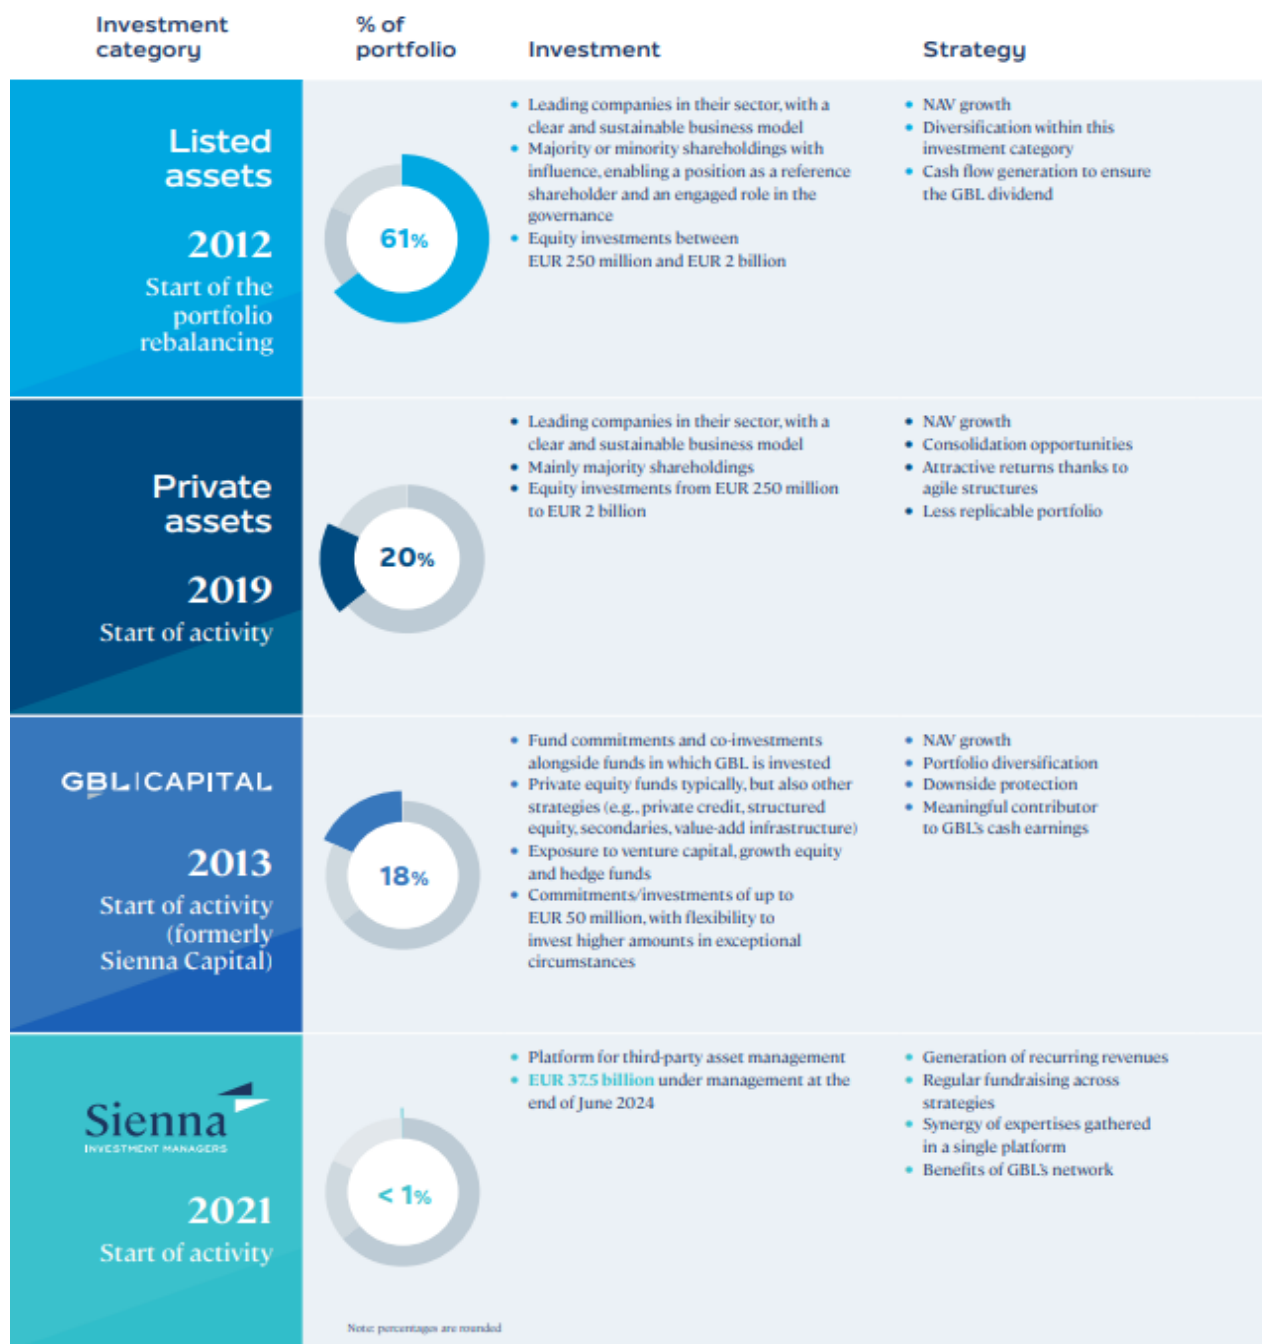 Investment
category
% of
portfolio
Investment
Strategy
Listed
assets
2012
Start of the
portfolio
rebalancing
61%
• Leading companies in their sector, with a
clear and sustainable business model
• Majority or minority shareholdings with
influence, enabling a position as a reference
shareholder and an engaged role in the
governance
• Equity investments between
EUR 250 million and EUR 2 billion
• NAV growth
• Diversification within this
investment category
• Cash flow generation to ensure
the GBL dividend
Private
assets
2019
Start of activity
20%
• Leading companies in their sector, with a
clear and sustainable business model
• Mainly majority shareholdings
• Equity investments from EUR 250 million
to EUR 2 billion
• NAV growth
• Consolidation opportunities
• Attractive returns thanks to
agile structures
• Less replicable portfolio
GBL|CAPITAL
2013
Start of activity
(formerly
Sienna Capital)
18%
• Fund commitments and co-investments
alongside funds in which GBL is invested
• Private equity funds typically, but also other
strategies (e.g., private credit, structured
equity, secondaries, value-add infrastructure)
• Exposure to venture capital, growth equity
and hedge funds
• Commitments/investments of up to
EUR 50 million, with flexibility to
invest higher amounts in exceptional
circumstances
• NAV growth
• Portfolio diversification
• Downside protection
• Meaningful contributor
to GBL's cash earnings
Sienna
INVESTMENT MANAGERS
2021
Start of activity
< 1%
• Platform for third-party asset management
• EUR 37.5 billion under management at the
end of June 2024
• Generation of recurring revenues
• Regular fundraising across
strategies
• Synergy of expertises gathered
in a single platform
• Benefits of GBL's network
Note: percentages are rounded